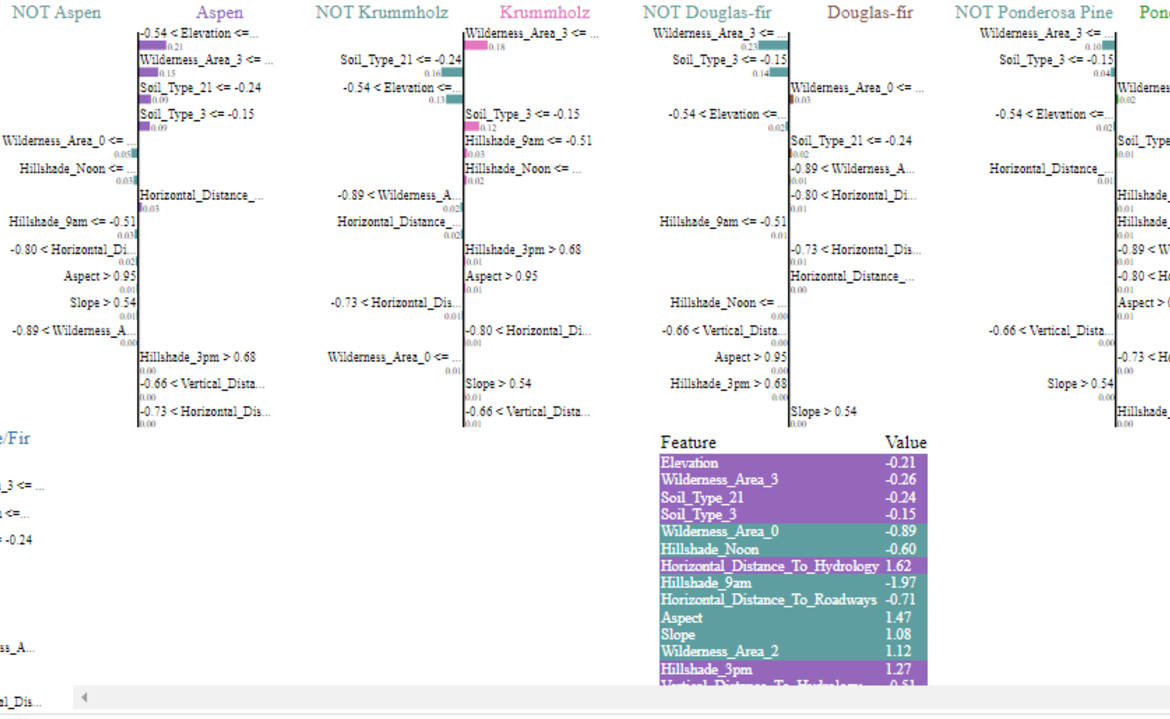 NOT Aspen Aspen
-0.54 < Elevation <=...
0.21
Wilderness_Area_3 <= ...
0.15
Soil_Type_21 <= -0.24
0.09
Soil_Type_3 <= -0.15
0.09
Wilderness_Area_0 <= ...
0.05
Hillshade_Noon <= ...
0.03
Horizontal_Distance_...
0.03
Hillshade_9am <= -0.51
0.03
-0.80 < Horizontal_Di...
0.02
Aspect > 0.95
0.01
Slope > 0.54
0.01
-0.89 < Wilderness_A...
0.00
Hillshade_3pm > 0.68
0.00
-0.66 < Vertical_Dista...
0.00
-0.73 < Horizontal_Dis...
0.00
NOT Krummholz Krummholz
Wilderness_Area_3 <= ...
0.18
Soil_Type_21 <= -0.24
0.16
-0.54 < Elevation <=...
0.13
Soil_Type_3 <= -0.15
0.12
Hillshade_9am <= -0.51
0.03
Hillshade_Noon <= ...
0.02
-0.89 < Wilderness_A...
0.02
Horizontal_Distance_...
0.02
Hillshade_3pm > 0.68
0.01
Aspect > 0.95
0.01
-0.73 < Horizontal_Dis...
0.01
-0.80 < Horizontal_Di...
0.01
Wilderness_Area_0 <= ...
0.01
Slope > 0.54
0.01
-0.66 < Vertical_Dista...
0.01
NOT Douglas-fir Douglas-fir
Wilderness_Area_3 <= ...
0.23
Soil_Type_3 <= -0.15
0.14
Wilderness_Area_0 <= ...
0.03
-0.54 < Elevation <=...
0.02
Soil_Type_21 <= -0.24
0.02
-0.89 < Wilderness_A...
0.01
-0.80 < Horizontal_Di...
0.01
Hillshade_9am <= -0.51
0.01
-0.73 < Horizontal_Dis...
0.01
Horizontal_Distance_...
0.00
Hillshade_Noon <= ...
0.00
-0.66 < Vertical_Dista...
0.00
Aspect > 0.95
0.00
Hillshade_3pm > 0.68
0.00
Slope > 0.54
0.00
NOT Ponderosa Pine Pon
Wilderness_Area_3 <= ...
0.10
Soil_Type_3 <= -0.15
0.04
Wilderne
0.02
-0.54 < Elevation <=...
0.02
Soil_Typ
0.01
Horizontal_Distance_...
0.01
Hillshade_
0.01
Hillshade_
0.01
-0.89 < W
0.01
-0.80 < Ho
0.01
Aspect > 0
0.01
-0.66 < Vertical_Dista...
0.00
-0.73 < Ho
0.00
Slope > 0.54
0.00
Hillshade_
0.00
e/Fir
_3 <= ...
<=...
-0.24
ss_A...
al_Dis...
Feature Value
Elevation -0.21
Wilderness_Area_3 -0.26
Soil_Type_21 -0.24
Soil_Type_3 -0.15
Wilderness_Area_0 -0.89
Hillshade_Noon -0.60
Horizontal_Distance_To_Hydrology 1.62
Hillshade_9am -1.97
Horizontal_Distance_To_Roadways -0.71
Aspect 1.47
Slope 1.08
Wilderness_Area_2 1.12
Hillshade_3pm 1.27
Vertical_Distance_To_Hydrology -0.51